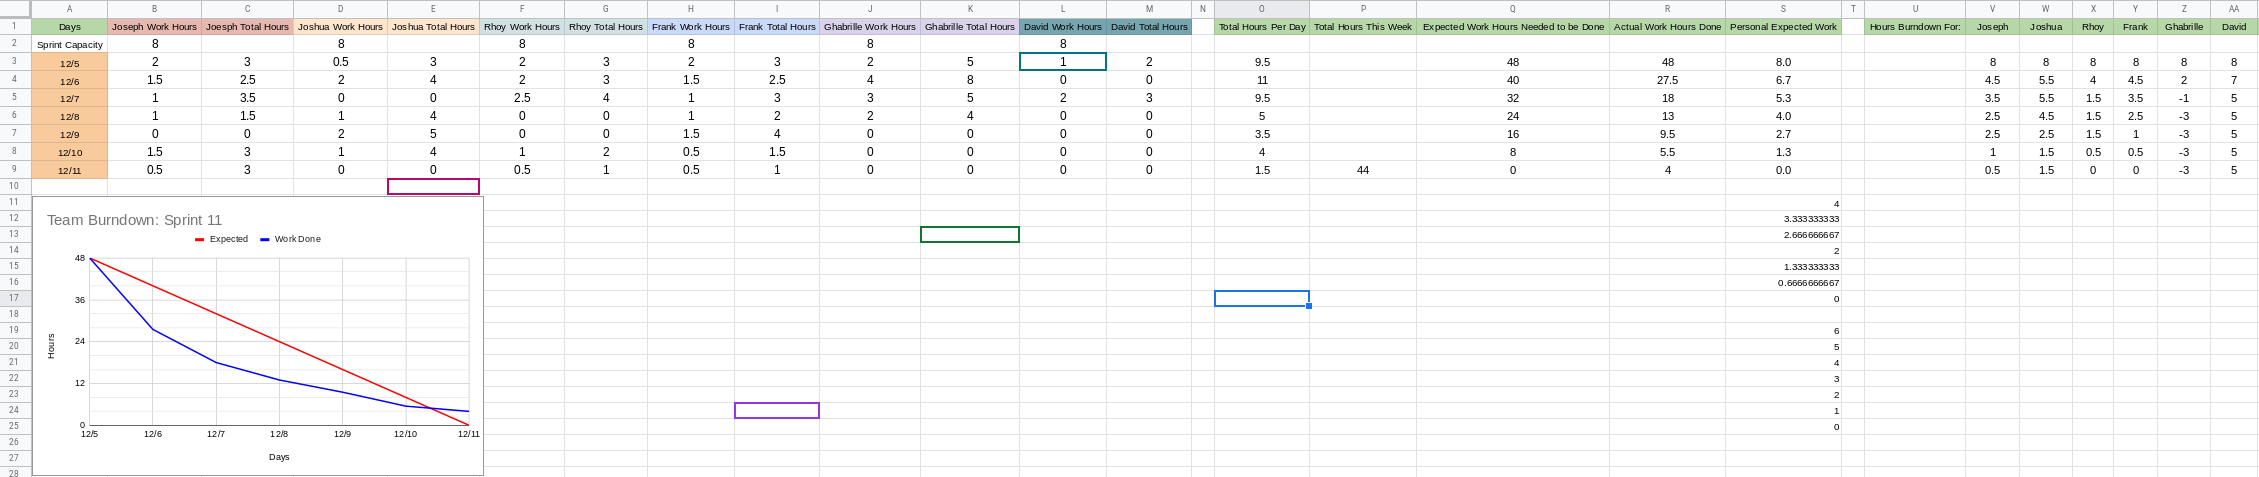 A B C D E F G H I J K L M N O P Q R S T U V W X Y Z AA
1 Days Joseph Work Hours Joesph Total Hours Joshua Work Hours Joshua Total Hours Rhoy Work Hours Rhoy Total Hours Frank Work Hours Frank Total Hours Ghabrille Work Hours Ghabrille Total Hours David Work Hours David Total Hours Total Hours Per Day Total Hours This Week Expected Work Hours Needed to be Done Actual Work Hours Done Personal Expected Work Hours Burndown For: Joseph Joshua Rhoy Frank Ghabrille David
2 Sprint Capacity 8 8 8 8 8 8
3 12/5 2 3 0.5 3 2 3 2 3 2 5 1 2 9.5 48 48 8.0 8 8 8 8 8 8
4 12/6 1.5 2.5 2 4 2 3 1.5 2.5 4 8 0 0 11 40 27.5 6.7 4.5 5.5 4 4.5 2 7
5 12/7 1 3.5 0 0 2.5 4 1 3 3 5 2 3 9.5 32 18 5.3 3.5 5.5 1.5 3.5 -1 5
6 12/8 1 1.5 1 4 0 0 1 2 2 4 0 0 5 24 13 4.0 2.5 4.5 1.5 2.5 -3 5
7 12/9 0 0 2 5 0 0 1.5 4 0 0 0 0 3.5 16 9.5 2.7 2.5 2.5 1.5 1 -3 5
8 12/10 1.5 3 1 4 1 2 0.5 1.5 0 0 0 0 4 8 5.5 1.3 1 1.5 0.5 0.5 -3 5
9 12/11 0.5 3 0 0 0.5 1 0.5 1 0 0 0 0 1.5 44 0 4 0.0 0.5 1.5 0 0 -3 5
10
11 4
12 3.333333333
13 2.666666667
14 2
15 1.333333333
16 0.6666666667
17 0
18
19 6
20 5
21 4
22 3
23 2
24 1
25 0
26
27
28
Team Burndown: Sprint 11
Expected Work Done
48
36
24
12
0
Hours
12/5 12/6 12/7 12/8 12/9 12/10 12/11
Days